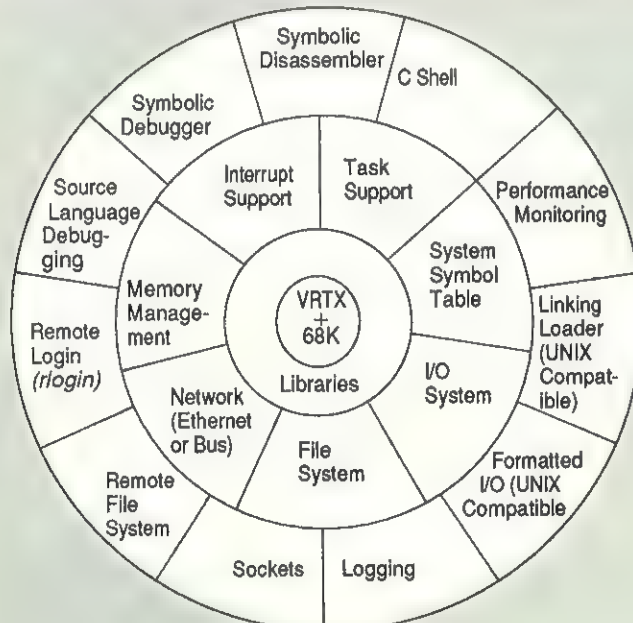 Symbolic
Disassembler
C Shell
Symbolic
Debugger
Interrupt
Support
Task
Support
Source
Language
Debug-
ging
Performance
Monitoring
System
Symbol
Table
Memory
Manage-
ment
VRTX
+
68K
Libraries
Linking
Loader
(UNIX
Compat-
ible)
Remote
Login
(rlogin)
I/O
System
Network
(Ethernet
or Bus)
File
System
Formatted
I/O (UNIX
Compatible
Remote
File
System
Sockets
Logging